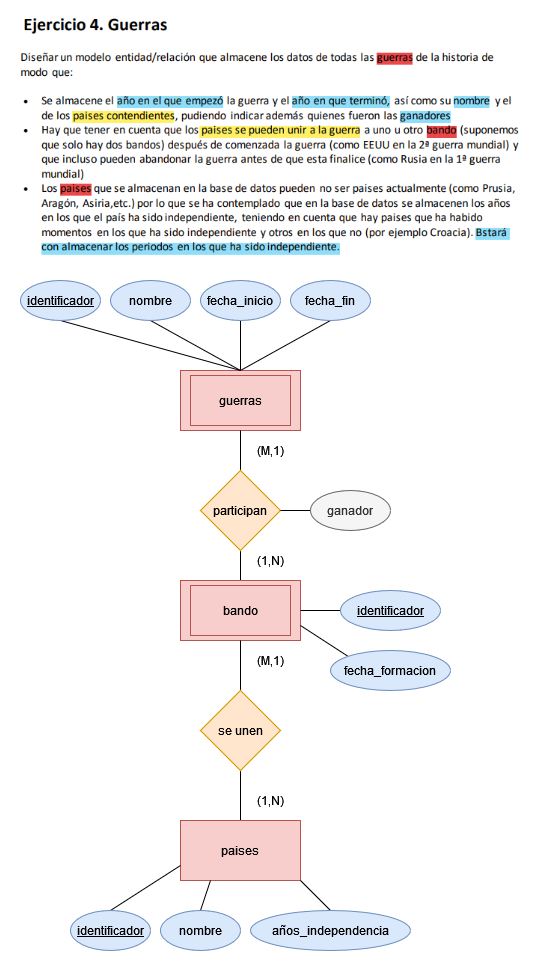 Ejercicio 4. Guerras
Diseñar un modelo entidad/relación que almacene los datos de todas las guerras de la historia de
modo que:
• Se almacene el año en el que empezó la guerra y el año en que terminó, así como su nombre y el
de los paises contendientes, pudiendo indicar además quienes fueron las ganadores
• Hay que tener en cuenta que los paises se pueden unir a la guerra a uno u otro bando (suponemos
que solo hay dos bandos) después de comenzada la guerra (como EEUU en la 2ª guerra mundial) y
que incluso pueden abandonar la guerra antes de que esta finalice (como Rusia en la 1ª guerra
mundial)
• Los paises que se almacenan en la base de datos pueden no ser paises actualmente (como Prusia,
Aragón, Asiria,etc.) por lo que se ha contemplado que en la base de datos se almacenen los años
en los que el país ha sido independiente, teniendo en cuenta que hay paises que ha habido
momentos en los que ha sido independiente y otros en los que no (por ejemplo Croacia). Bstará
con almacenar los periodos en los que ha sido independiente.
identificador nombre fecha_inicio fecha_fin
guerras
(M,1)
participan ganador
(1,N)
bando identificador
(M,1) fecha_formacion
se unen
(1,N)
paises
identificador nombre años_independencia